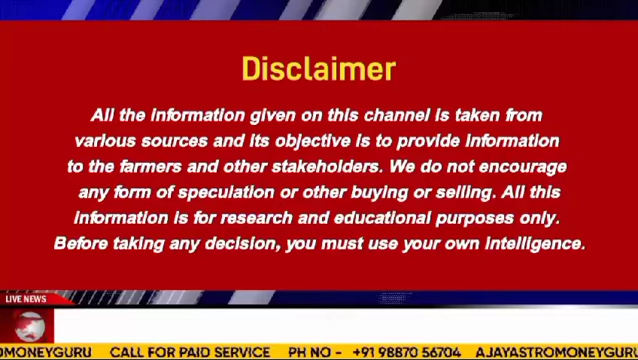 Disclaimer
All the information given on this channel is taken from
various sources and its objective is to provide information
to the farmers and other stakeholders. We do not encourage
any form of speculation or other buying or selling. All this
information is for research and educational purposes only.
Before taking any decision, you must use your own intelligence.
LIVE NEWS
OMONEYGURU CALL FOR PAID SERVICE PH NO - +91 98870 56704 AJAYASTROMONEYGURU